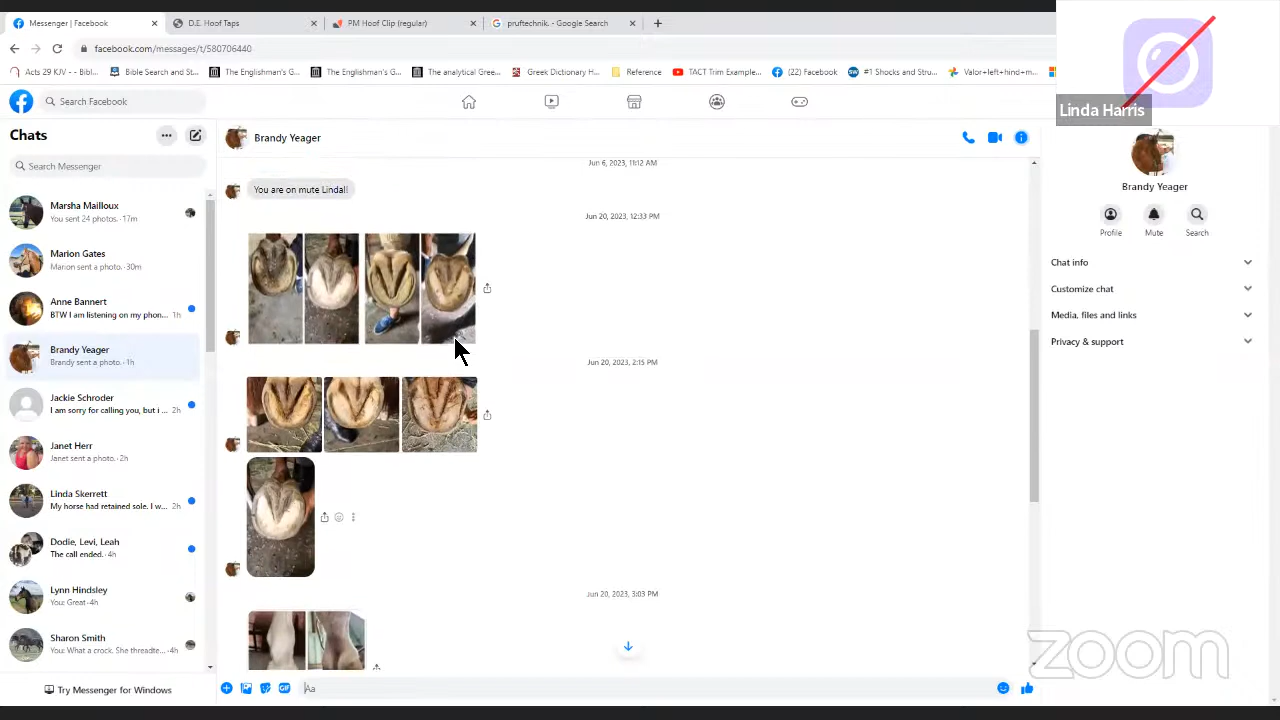 Messenger | Facebook
D.E. Hoof Taps
PM Hoof Clip (regular)
pruftechnik. - Google Search
facebook.com/messages/t/580706440
Acts 29 KJV - - Bibl...
Bible Search and St...
The Englishman's G...
The Englishman's G...
The analytical Gree...
Greek Dictionary H...
Reference
TACT Trim Example...
(22) Facebook
#1 Shocks and Stru...
Valor+left+hind+m...
Linda Harris
Search Facebook
Chats
Search Messenger
Marsha Mailloux
You sent 24 photos. · 17m
Marion Gates
Marion sent a photo. · 30m
Anne Bannert
BTW I am listening on my phon... 1h
Brandy Yeager
Brandy sent a photo. · 1h
Jackie Schroder
I am sorry for calling you, but i ... 2h
Janet Herr
Janet sent a photo. · 2h
Linda Skerrett
My horse had retained sole. I w... 2h
Dodie, Levi, Leah
The call ended. · 4h
Lynn Hindsley
You: Great · 4h
Sharon Smith
You: What a crock. She threadte... · 4h
Try Messenger for Windows
Brandy Yeager
Jun 6, 2023, 11:12 AM
You are on mute Linda!!
Jun 20, 2023, 12:33 PM
Jun 20, 2023, 2:15 PM
Jun 20, 2023, 3:03 PM
GIF
Aa
Brandy Yeager
Profile
Mute
Search
Chat info
Customize chat
Media, files and links
Privacy & support
zoom